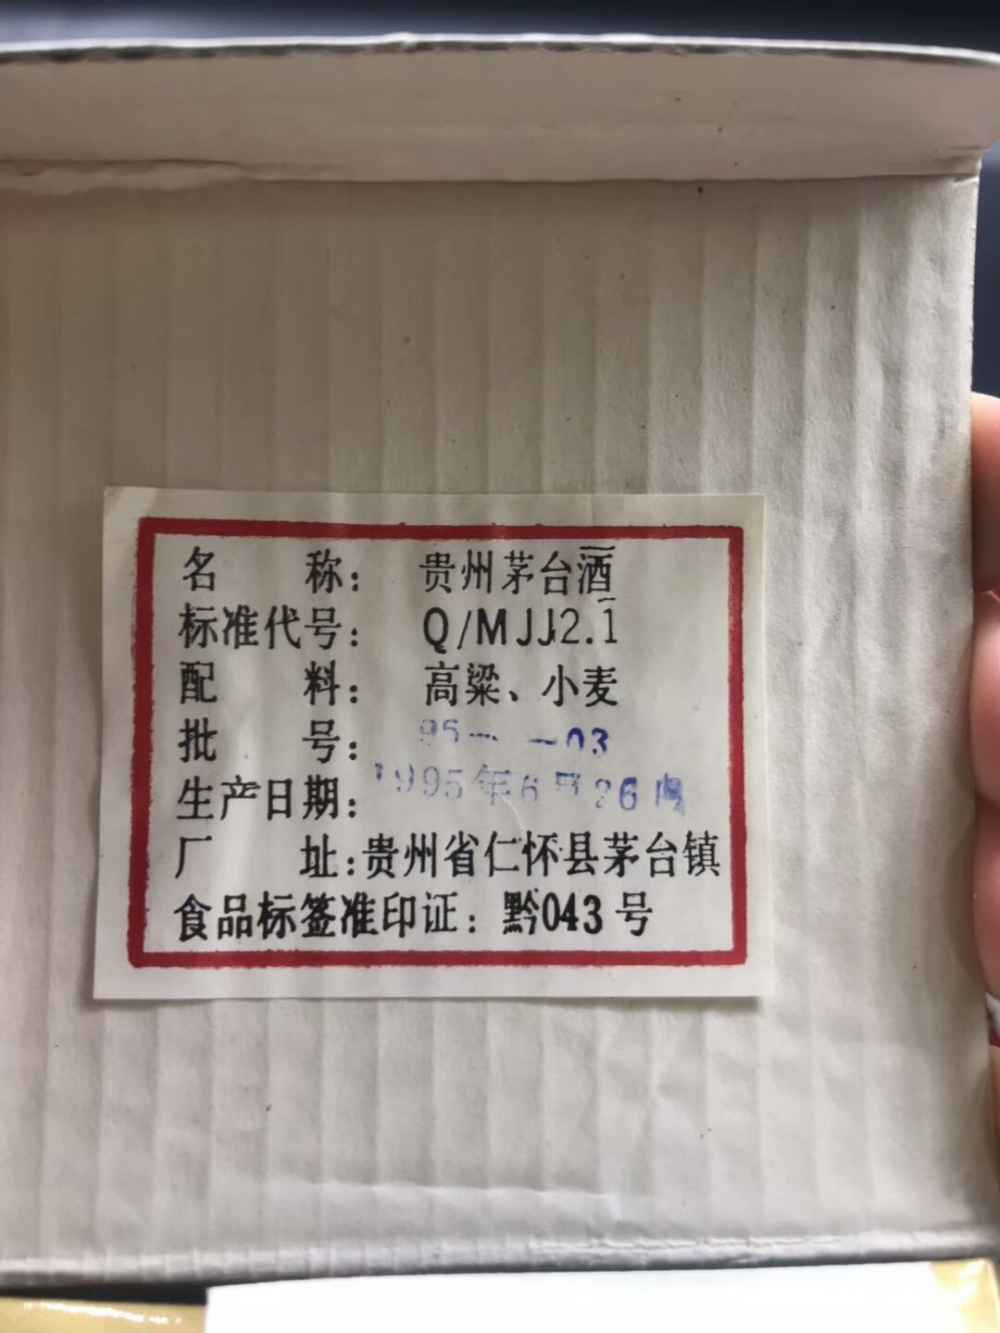 名 称: 贵州茅台酒
标准代号: Q/MJJ2.1
配 料: 高粱、小麦
批 号: 95— —03
生产日期: 1995年6月26日
厂 址:贵州省仁怀县茅台镇
食品标签准印证: 黔043号